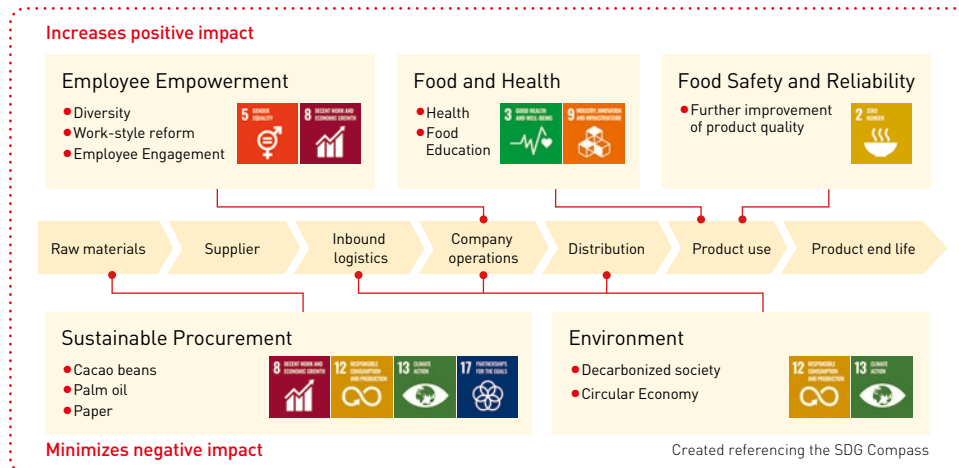 Increases positive impact
Employee Empowerment
Diversity
Work-style reform
Employee Engagement
5 GENDER
EQUALITY
8 DECENT WORK AND
ECONOMIC GROWTH
Food and Health
Health
Food
Education
3 GOOD HEALTH
AND WELL-BEING
9 INDUSTRY, INNOVATION
AND INFRASTRUCTURE
Food Safety and Reliability
Further improvement
of product quality
2 ZERO
HUNGER
Raw materials
Supplier
Inbound
logistics
Company
operations
Distribution
Product use
Product end life
Sustainable Procurement
Cacao beans
Palm oil
Paper
8 DECENT WORK AND
ECONOMIC GROWTH
12 RESPONSIBLE
CONSUMPTION
AND PRODUCTION
13 CLIMATE
ACTION
17 PARTNERSHIPS
FOR THE GOALS
Environment
Decarbonized society
Circular Economy
12 RESPONSIBLE
CONSUMPTION
AND PRODUCTION
13 CLIMATE
ACTION
Minimizes negative impact
Created referencing the SDG Compass